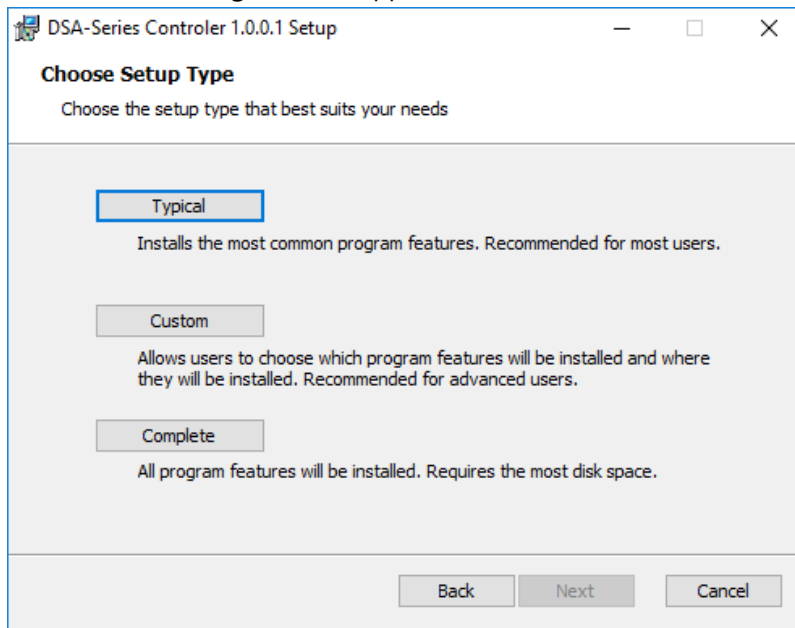 DSA-Series Controler 1.0.0.1 Setup
Choose Setup Type
Choose the setup type that best suits your needs
Typical
Installs the most common program features. Recommended for most users.
Custom
Allows users to choose which program features will be installed and where
they will be installed. Recommended for advanced users.
Complete
All program features will be installed. Requires the most disk space.
Back Next Cancel